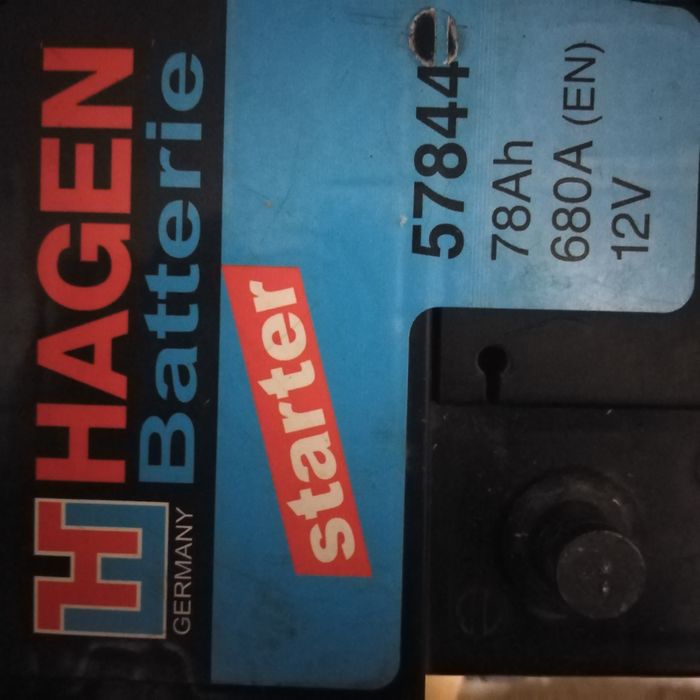 HAGEN
Batterie
GERMANY
starter
57844
78Ah
680A (EN)
12V